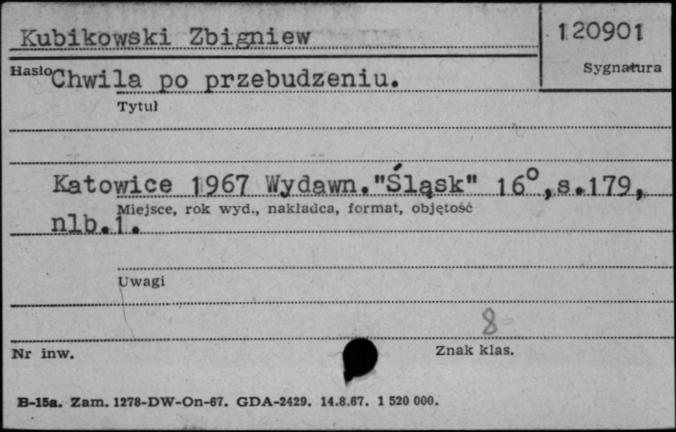 Kubikowski Zbigniew
120901
Hasło
Sygnatura
Chwila po przebudzeniu.
Tytuł
Katowice 1967 Wydawn."Śląsk" 16°,s.179,
Miejsce, rok wyd., nakładca, format, objętość
nlb.1.
Uwagi
8
Nr inw.
Znak klas.
B-15a. Zam. 1278-DW-On-67. GDA-2429. 14.8.67. 1 520 000.